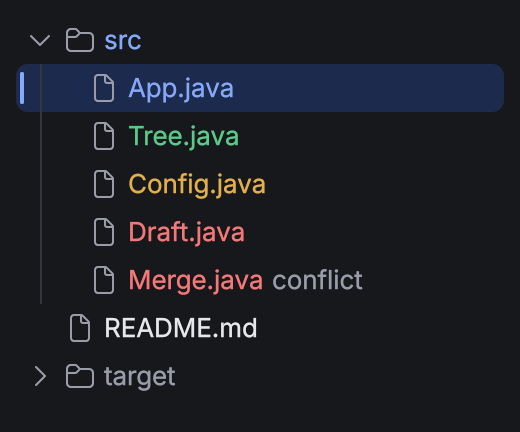 src
App.java
Tree.java
Config.java
Draft.java
Merge.java conflict
README.md
target